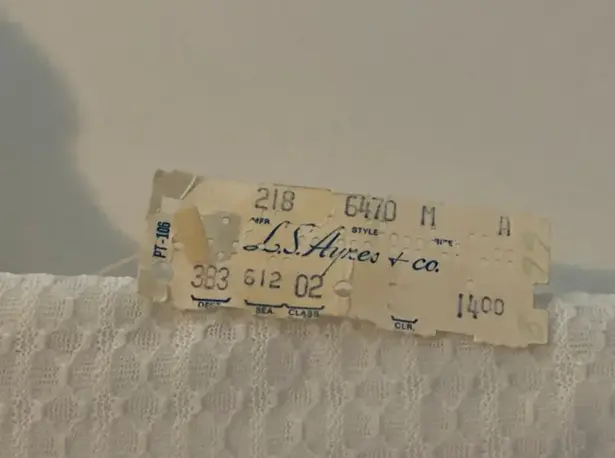 218 6470 M A
MFR. STYLE
L.S. Ayres + co.
PT-106
383 612 02 1400
DEPT. SEA. CLASS
CLR.